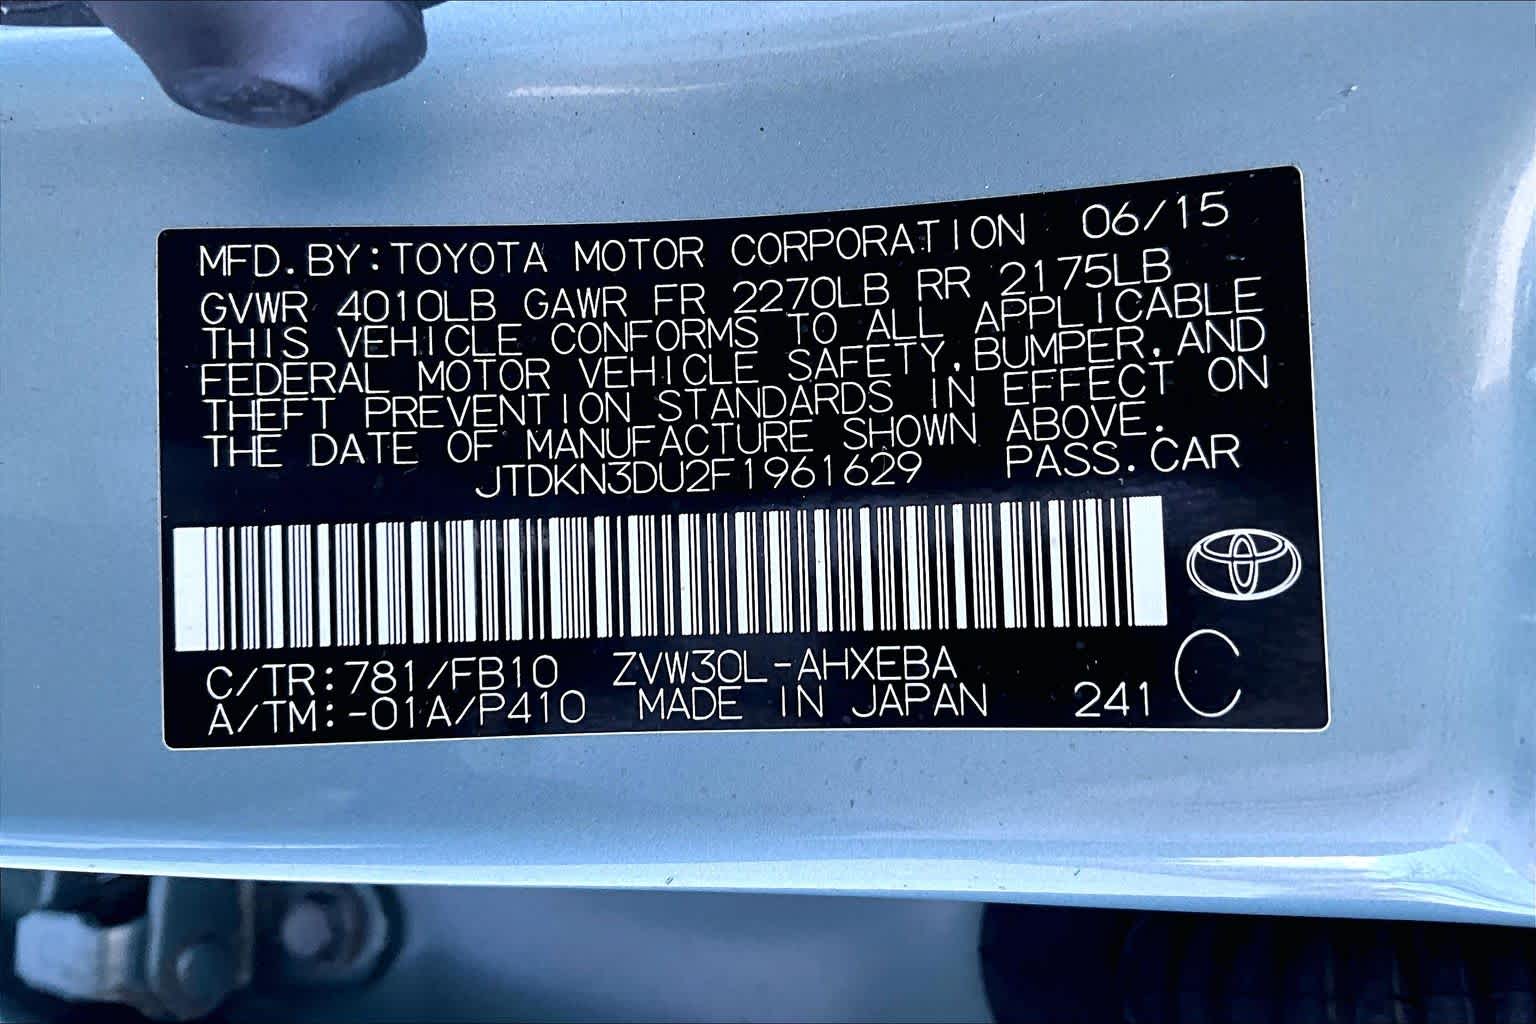 MFD. BY: TOYOTA MOTOR CORPORATION 06/15
GVWR 4010LB GAWR FR 2270LB RR 2175LB
THIS VEHICLE CONFORMS TO ALL APPLICABLE
FEDERAL MOTOR VEHICLE SAFETY, BUMPER, AND
THEFT PREVENTION STANDARDS IN EFFECT ON
THE DATE OF MANUFACTURE SHOWN ABOVE.
JTDKN3DU2F1961629 PASS. CAR
C/TR: 781/FB10 ZVW30L-AHXEBA
A/TM: -01A/P410 MADE IN JAPAN 241 C